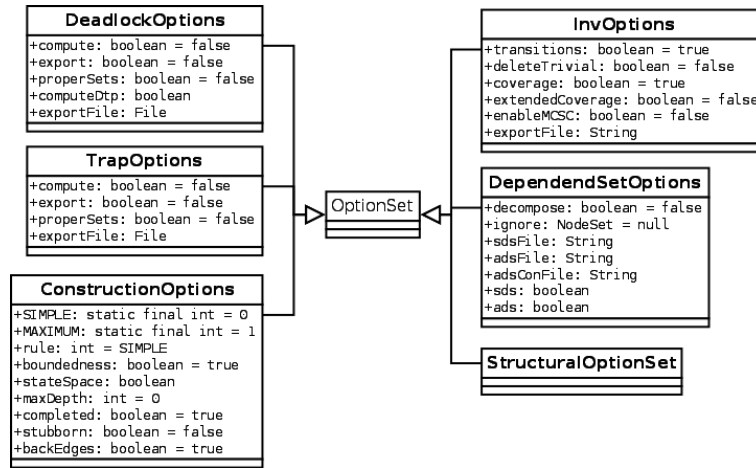 DeadlockOptions
+compute: boolean = false
+export: boolean = false
+properSets: boolean = false
+computeDtp: boolean
+exportFile: File
TrapOptions
+compute: boolean = false
+export: boolean = false
+properSets: boolean = false
+exportFile: File
ConstructionOptions
+SIMPLE: static final int = 0
+MAXIMUM: static final int = 1
+rule: int = SIMPLE
+boundedness: boolean = true
+stateSpace: boolean
+maxDepth: int = 0
+completed: boolean = true
+stubborn: boolean = false
+backEdges: boolean = true
OptionSet
InvOptions
+transitions: boolean = true
+deleteTrivial: boolean = false
+coverage: boolean = true
+extendedCoverage: boolean = false
+enableMCSC: boolean = false
+exportFile: String
DependendSetOptions
+decompose: boolean = false
+ignore: NodeSet = null
+sdsFile: String
+adsFile: String
+adsConFile: String
+sds: boolean
+ads: boolean
StructuralOptionSet